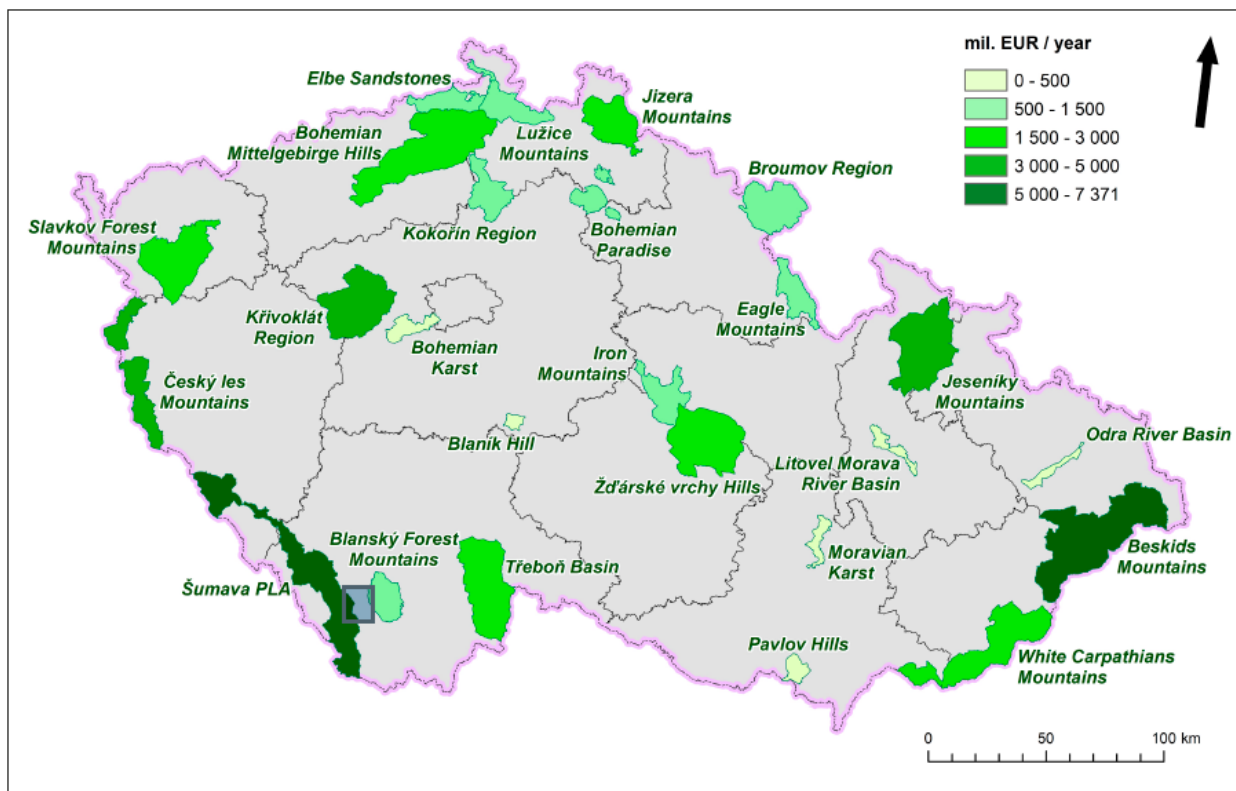 mil. EUR / year
0 - 500
500 - 1 500
1 500 - 3 000
3 000 - 5 000
5 000 - 7 371
Elbe Sandstones
Jizera
Mountains
Bohemian
Mittelgebirge Hills
Lužice
Mountains
Broumov Region
Slavkov Forest
Mountains
Kokořín Region
Bohemian
Paradise
Křivoklát
Region
Eagle
Mountains
Bohemian
Karst
Iron
Mountains
Český les
Mountains
Jeseníky
Mountains
Blaník Hill
Odra River Basin
Žďárské vrchy Hills
Litovel Morava
River Basin
Blanský Forest
Mountains
Třeboň Basin
Moravian
Karst
Beskids
Mountains
Šumava PLA
Pavlov Hills
White Carpathians
Mountains
0 50 100 km